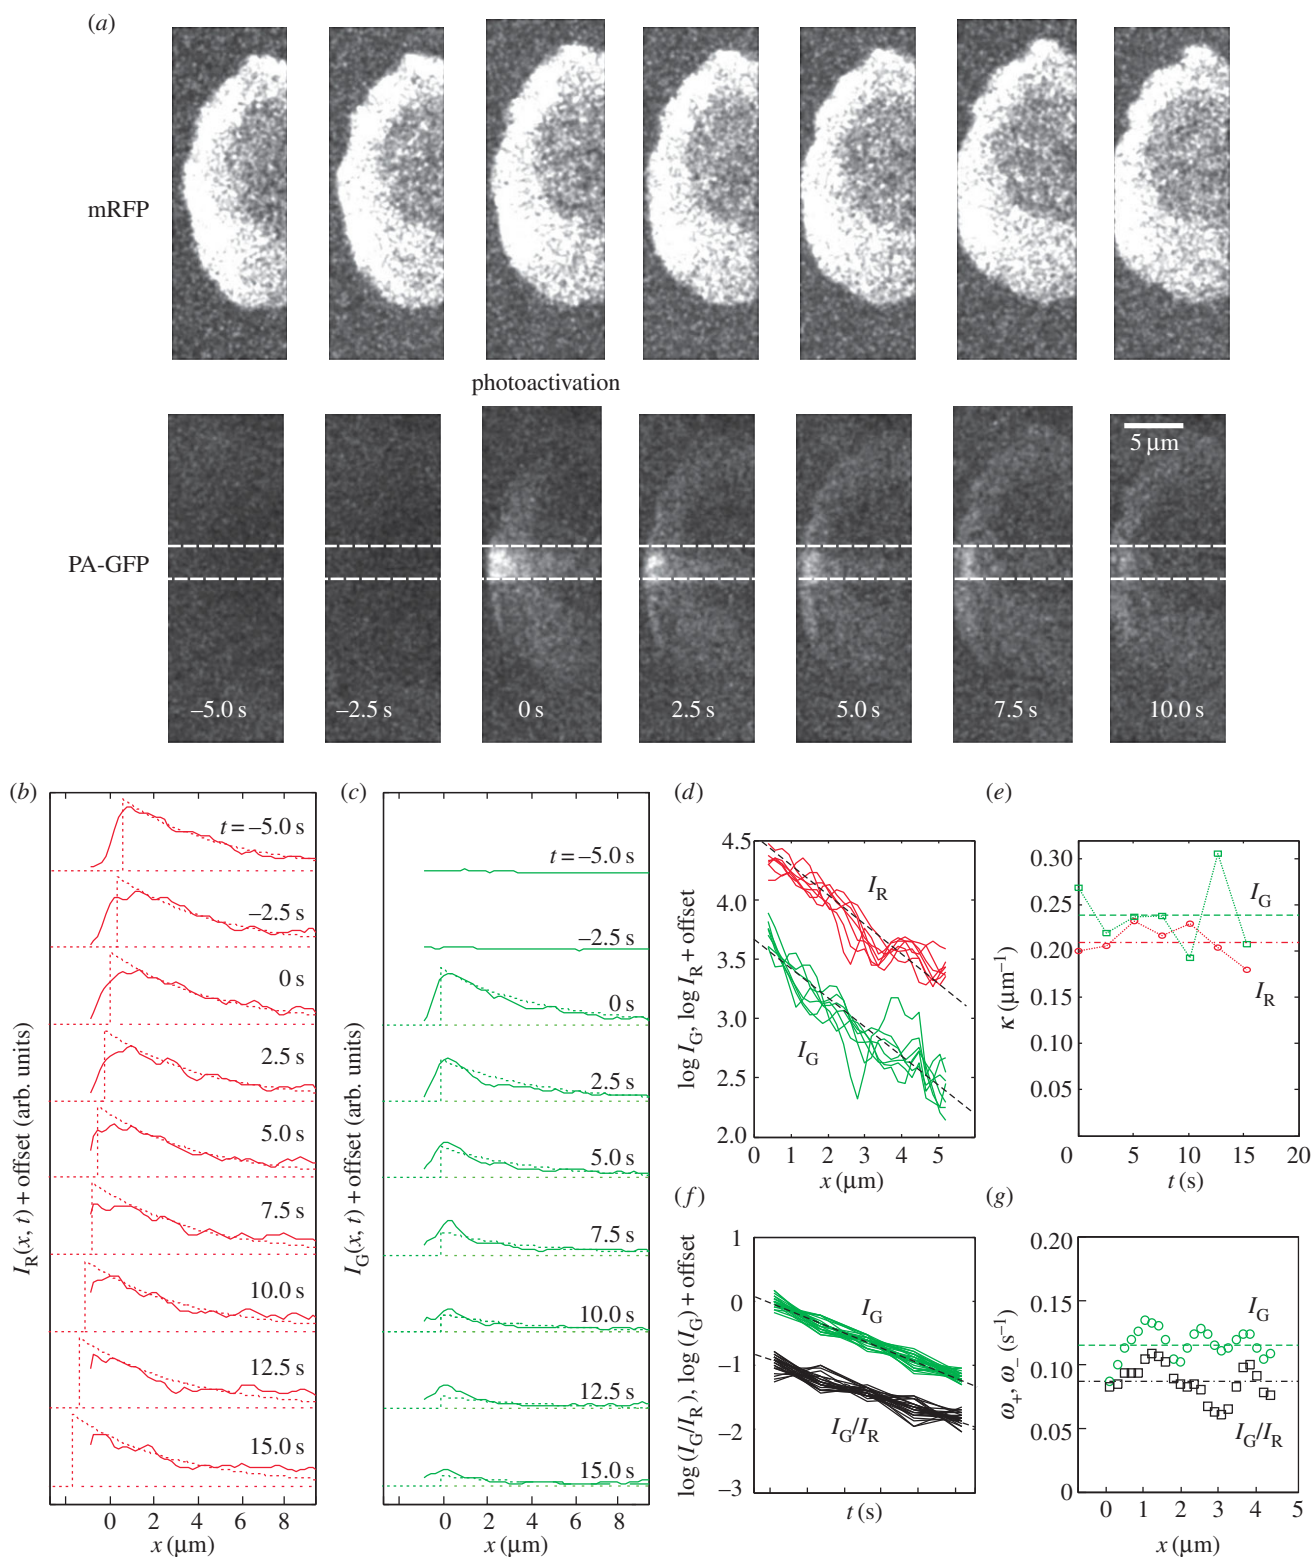 (a)
mRFP
photoactivation
PA-GFP
5 μm
–5.0 s
–2.5 s
0 s
2.5 s
5.0 s
7.5 s
10.0 s
(b)
I_R(x, t) + offset (arb. units)
t = –5.0 s
–2.5 s
0 s
2.5 s
5.0 s
7.5 s
10.0 s
12.5 s
15.0 s
0 2 4 6 8
x (μm)
(c)
I_G(x, t) + offset (arb. units)
t = –5.0 s
–2.5 s
0 s
2.5 s
5.0 s
7.5 s
10.0 s
12.5 s
15.0 s
0 2 4 6 8
x (μm)
(d)
log I_G, log I_R + offset
4.5
4.0
3.5
3.0
2.5
2.0
I_R
I_G
0 1 2 3 4 5
x (μm)
(e)
κ (μm⁻¹)
0.30
0.25
0.20
0.15
0.10
0.05
I_G
I_R
0 5 10 15 20
t (s)
(f)
log (I_G/I_R), log (I_G) + offset
1
0
–1
–2
–3
I_G
I_G/I_R
t (s)
(g)
ω₊, ω₋ (s⁻¹)
0.20
0.15
0.10
0.05
0
I_G
I_G/I_R
0 1 2 3 4 5
x (μm)